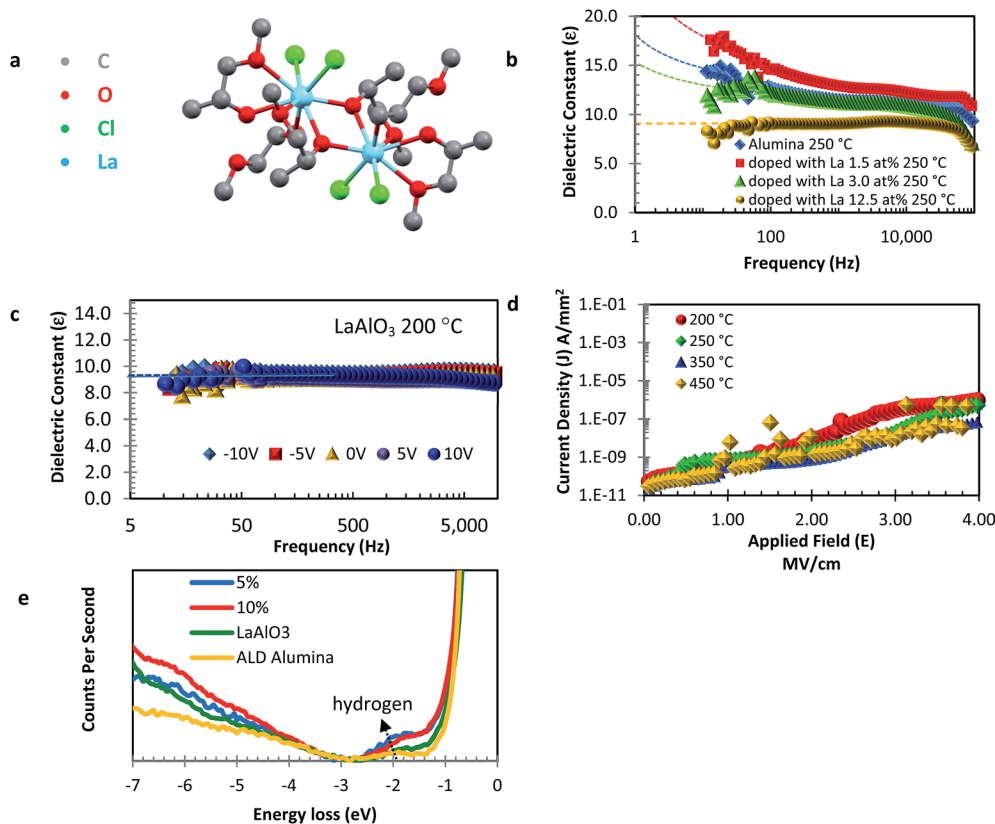 a
C
O
Cl
La
b
Dielectric Constant (ε)
20.0
15.0
10.0
5.0
0.0
Alumina 250 °C
doped with La 1.5 at% 250 °C
doped with La 3.0 at% 250 °C
doped with La 12.5 at% 250 °C
1
100
10,000
Frequency (Hz)
c
Dielectric Constant (ε)
14.0
12.0
10.0
8.0
6.0
4.0
2.0
0.0
LaAlO3 200 °C
-10V
-5V
0V
5V
10V
5
50
500
5,000
Frequency (Hz)
d
Current Density (J) A/mm2
1.E-01
1.E-03
1.E-05
1.E-07
1.E-09
1.E-11
200 °C
250 °C
350 °C
450 °C
0.00
1.00
2.00
3.00
4.00
Applied Field (E)
MV/cm
e
Counts Per Second
5%
10%
LaAlO3
ALD Alumina
hydrogen
-7
-6
-5
-4
-3
-2
-1
0
Energy loss (eV)